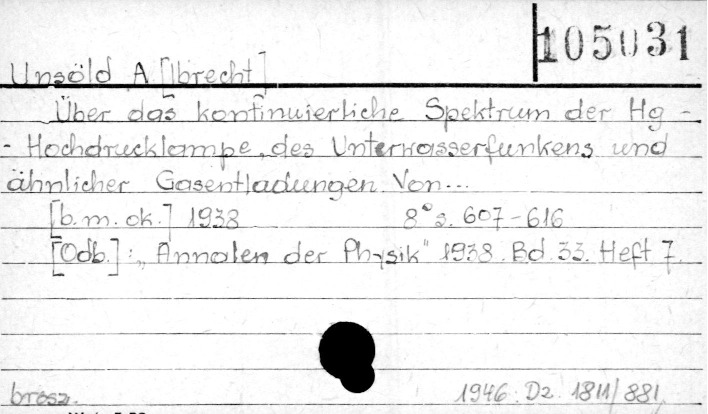 105031
Unsöld A[lbrecht]
Über das kontinuierliche Spektrum der Hg -
- Hochdrucklampe, des Unterwasserfunkens und
ähnlicher Gasentladungen. Von...
[b.m. ok.] 1938 8° s. 607-616
[Odb.]: „Annalen der Physik" 1938. Bd. 33. Heft 7.
brosz. 1946. Dz. 1811/881.